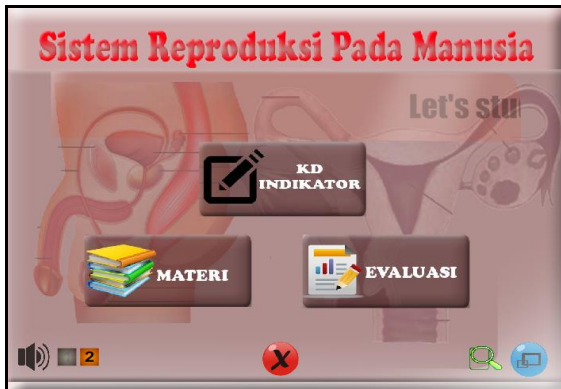 Sistem Reproduksi Pada Manusia
Let's stu
KD
INDIKATOR
MATERI
EVALUASI
2
X